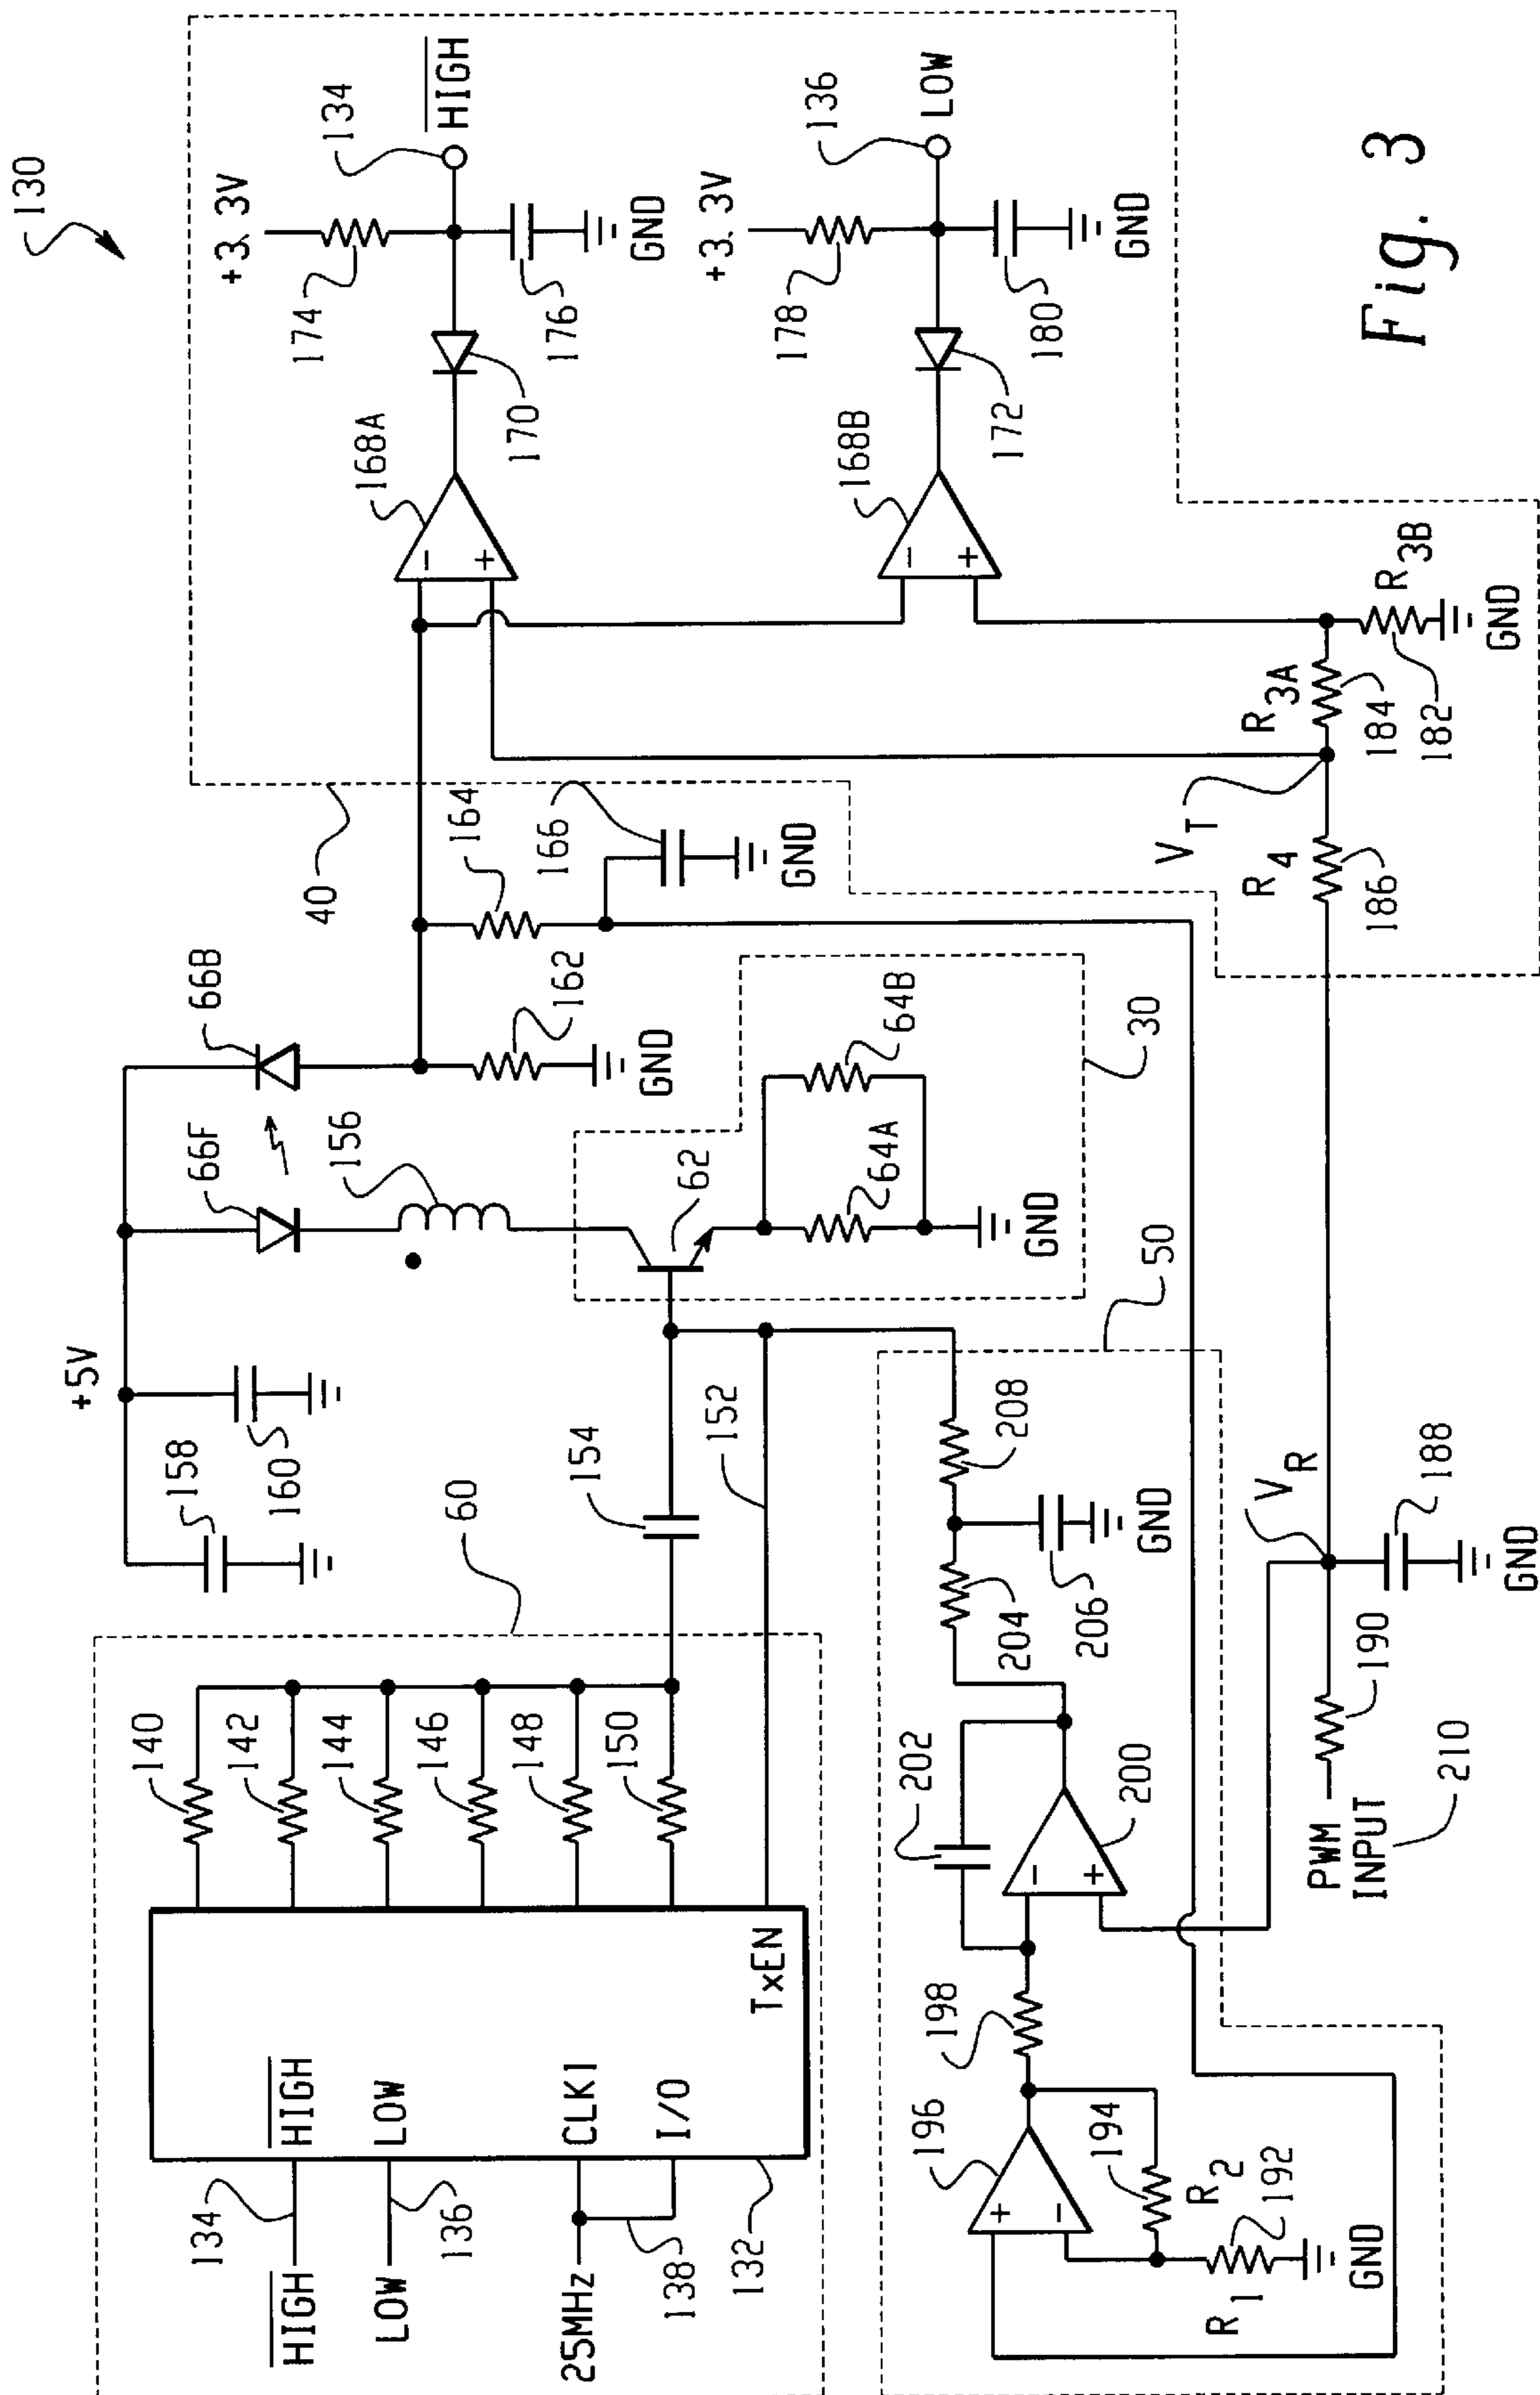 130
+5V
158
160
66F
66B
156
40
164
166
GND
162
GND
62
64A
64B
GND
30
+3.3V
174
HIGH
134
176
GND
168A
170
+3.3V
178
136
LOW
180
GND
168B
172
R3A
184
R3B
182
GND
VT
R4
186
60
140
142
144
146
148
150
154
152
HIGH
134
HIGH
LOW
136
LOW
25MHz
138
CLK1
I/O
132
TxEN
50
208
204
206
GND
202
200
198
196
194
R2
R1
192
GND
VR
188
GND
190
PWM
INPUT
210
Fig. 3